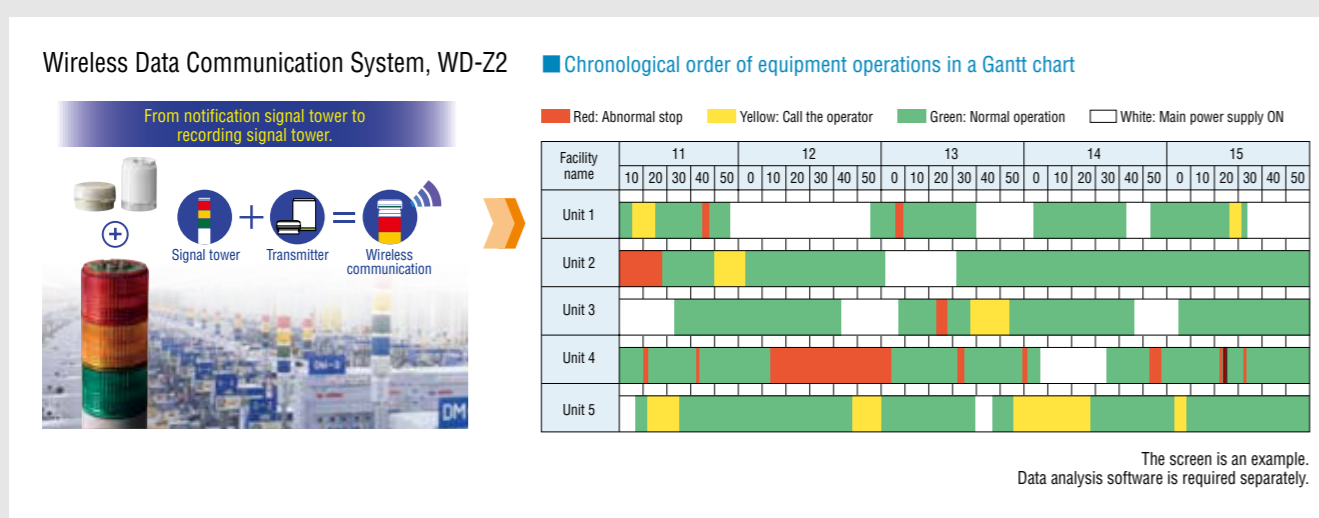 Wireless Data Communication System, WD-Z2
From notification signal tower to
recording signal tower.
Signal tower
Transmitter
Wireless
communication
DM
■ Chronological order of equipment operations in a Gantt chart
Red: Abnormal stop Yellow: Call the operator Green: Normal operation White: Main power supply ON
Facility
name
11 12 13 14 15
10 20 30 40 50 0 10 20 30 40 50 0 10 20 30 40 50 0 10 20 30 40 50 0 10 20 30 40 50
Unit 1
Unit 2
Unit 3
Unit 4
Unit 5
The screen is an example.
Data analysis software is required separately.